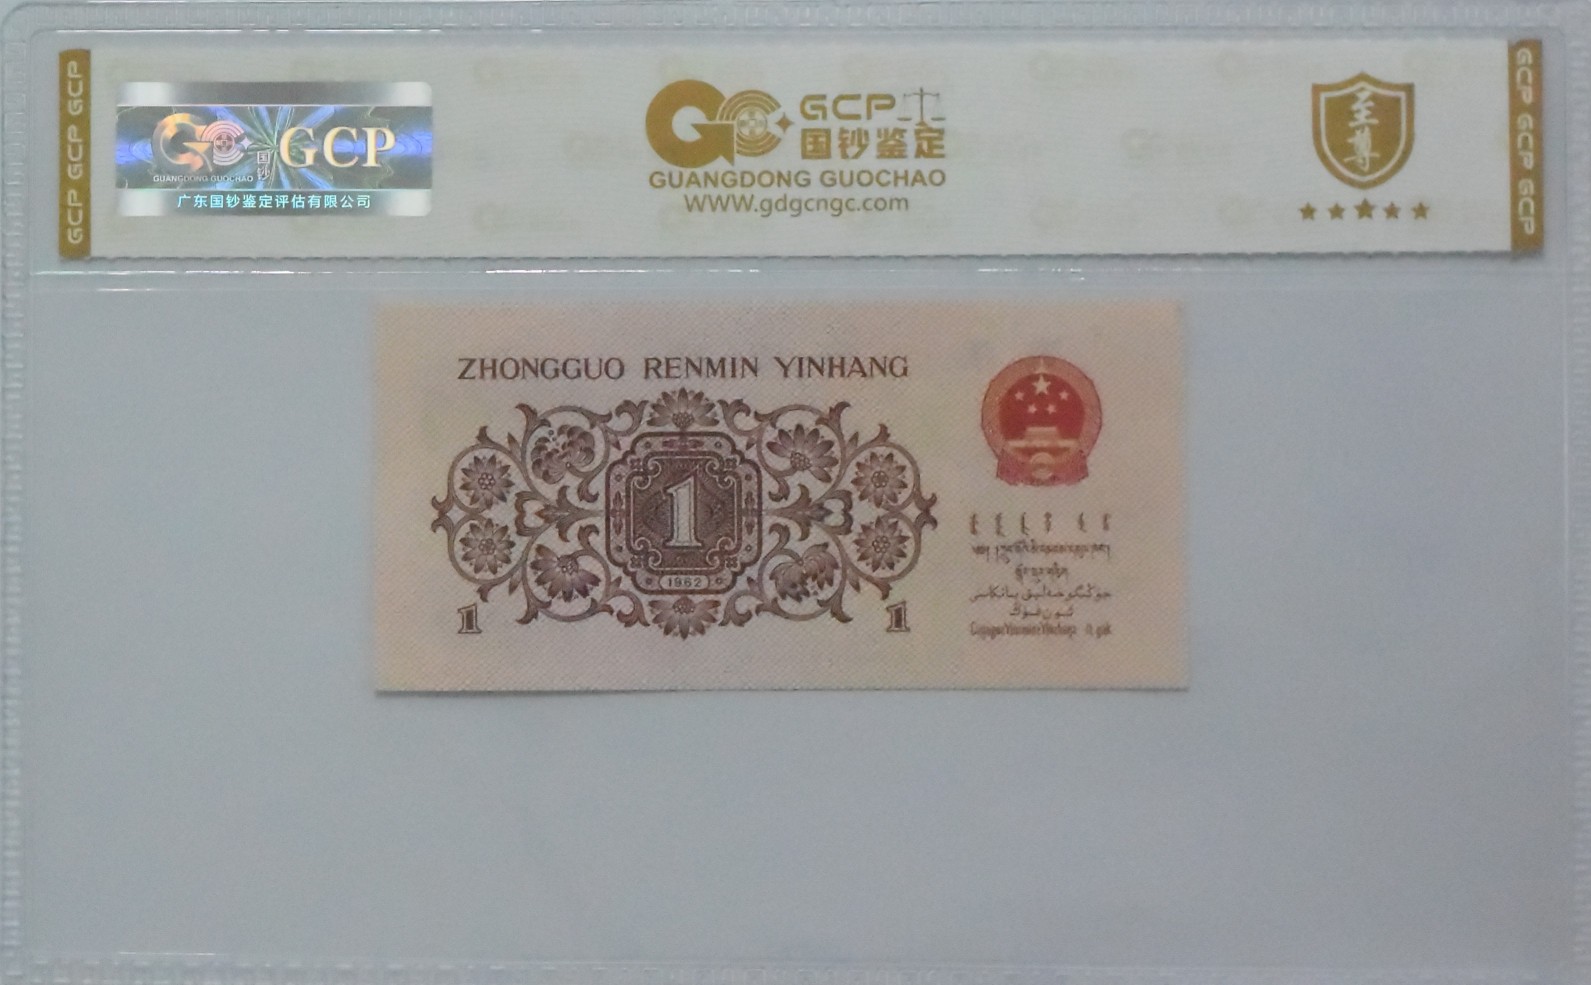 GCP GCP GCP
GUANGDONG GUOCHAO
国钞
GCP
广东国钞鉴定评估有限公司
GCP
国钞鉴定
GUANGDONG GUOCHAO
WWW.gdgcngc.com
至尊
GCP GCP GCP
ZHONGGUO RENMIN YINHANG
1
1962
1
1